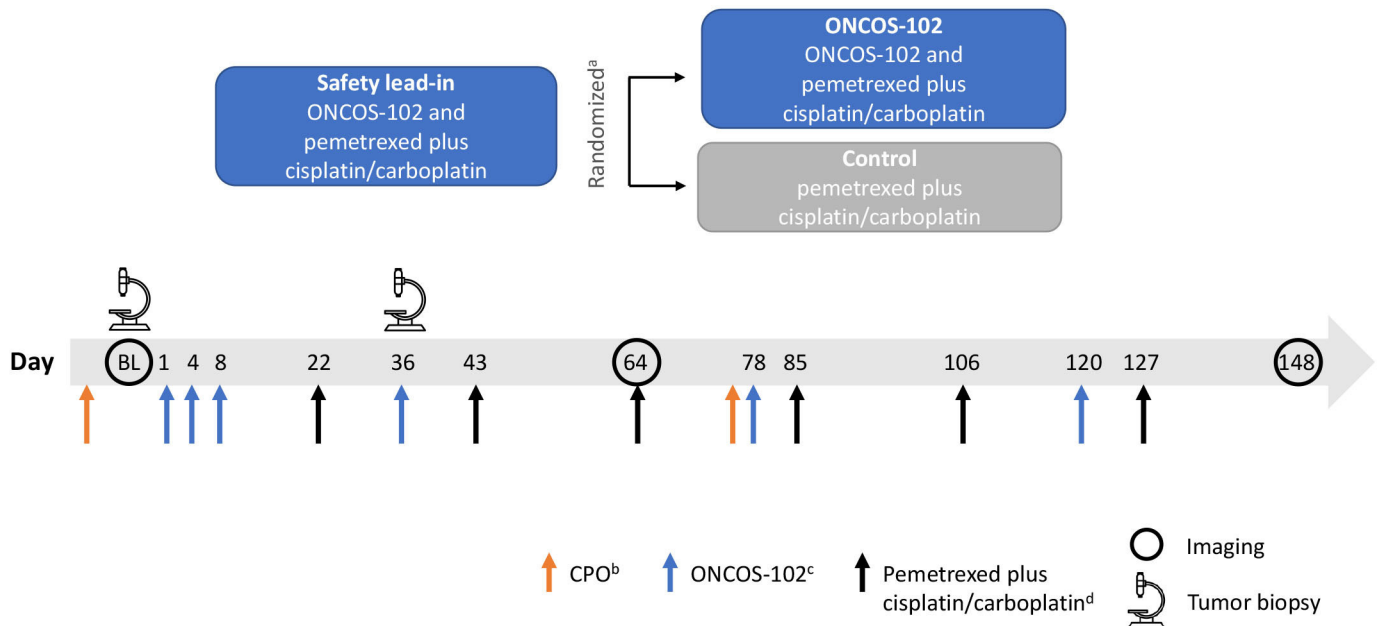 Safety lead-in
ONCOS-102 and
pemetrexed plus
cisplatin/carboplatin
Randomizedᵃ
ONCOS-102
ONCOS-102 and
pemetrexed plus
cisplatin/carboplatin
Control
pemetrexed plus
cisplatin/carboplatin
Day BL 1 4 8 22 36 43 64 78 85 106 120 127 148
CPOᵇ ONCOS-102ᶜ Pemetrexed plus
cisplatin/carboplatinᵈ
Imaging
Tumor biopsy